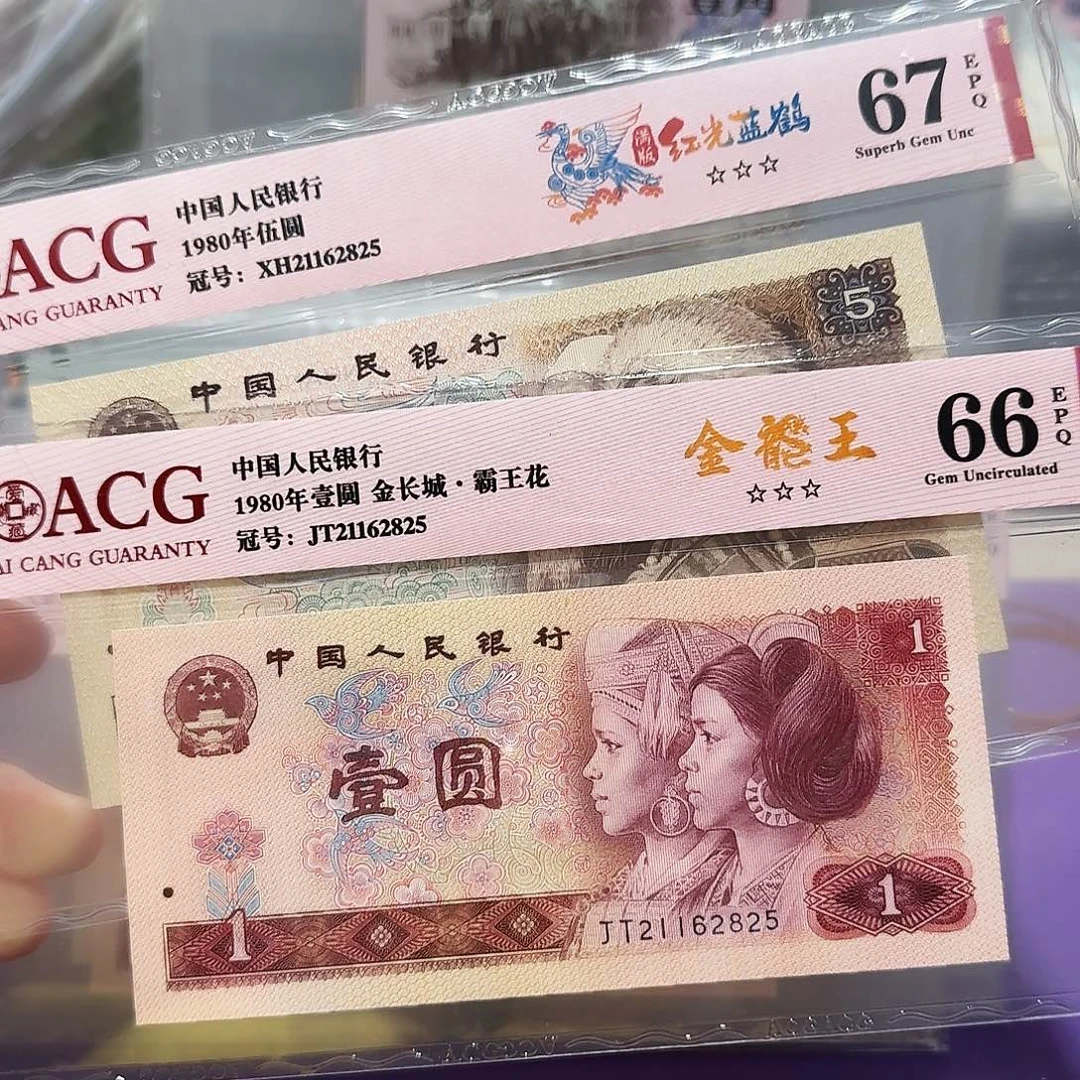 ACG
ANG GUARANTY
中国人民银行
1980年伍圆
冠号：XH21162825
满版
红光蓝鹤
☆☆☆
67
EPQ
Superb Gem Unc
中国人民银行
5
ACG
AI CANG GUARANTY
中国人民银行
1980年壹圆 金长城·霸王花
冠号：JT21162825
金龍王
☆☆☆
66
EPQ
Gem Uncirculated
中国人民银行
1
壹圆
1
JT21162825
1